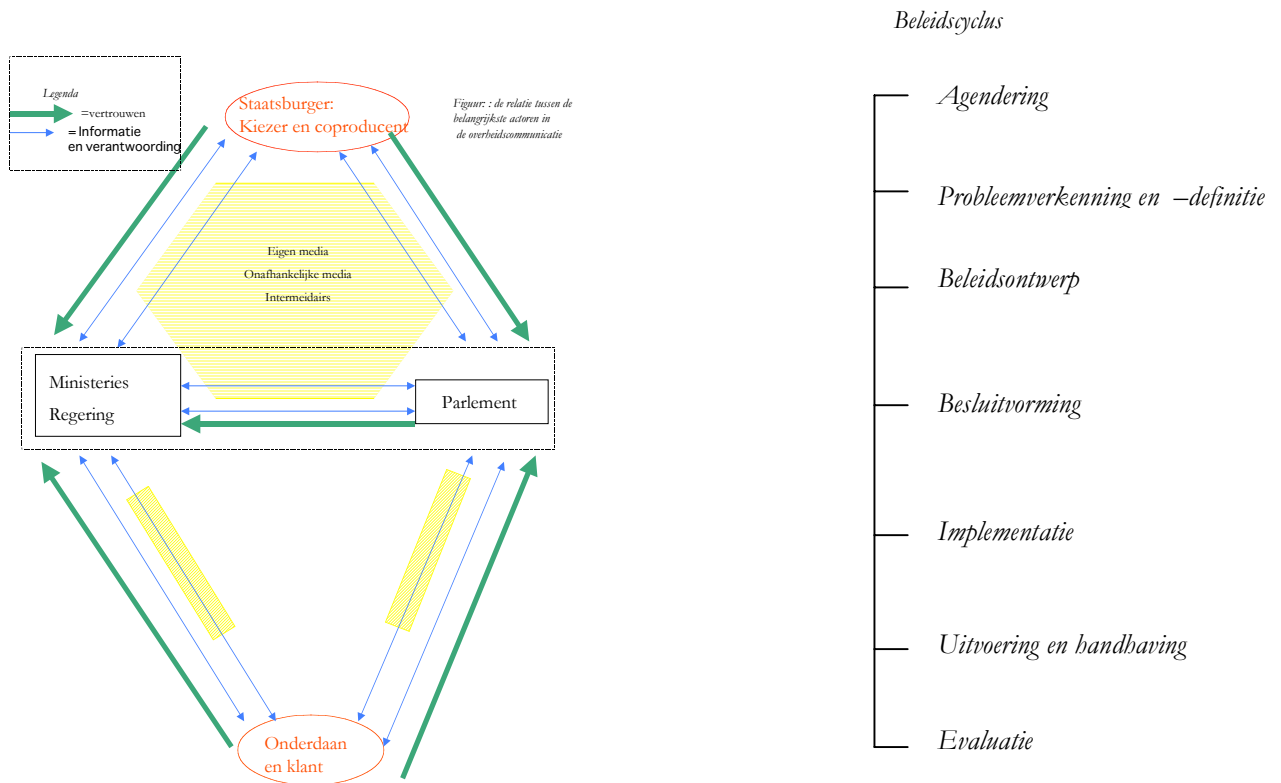 Beleidscyclus
Legenda
=vertrouwen
= Informatie
en verantwoording
Staatsburger:
Kiezer en coproducent
Figuur: : de relatie tussen de
belangrijkste actoren in
de overheidscommunicatie
Eigen media
Onafhankelijke media
Intermeidairs
Ministeries
Regering
Parlement
Onderdaan
en klant
Agendering
Probleemverkenning en –definitie
Beleidsontwerp
Besluitvorming
Implementatie
Uitvoering en handhaving
Evaluatie